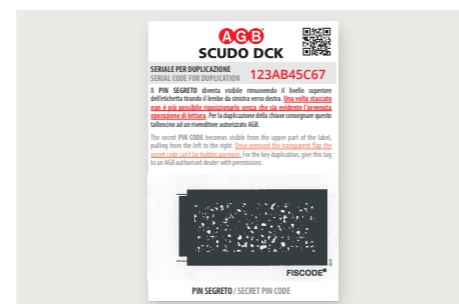 AGB
SCUDO DCK
SERIALE PER DUPLICAZIONE
SERIAL CODE FOR DUPLICATION
123AB45C67
Il PIN SEGRETO diventa visibile rimuovendo il livello superiore
dell'etichetta tirando il lembo da sinistra verso destra. Una volta staccato
non è più possibile riposizionarlo senza che sia evidente l'avvenuta
operazione di lettura. Per la duplicazione della chiave consegnare questo
talloncino ad un rivenditore autorizzato AGB.
The secret PIN CODE becomes visible from the upper part of the label,
pulling from the left to the right. Once removed the transparent flap the
secret code can't be hidden anymore. For the key duplication, give this tag
to an AGB authorised dealer with permissions.
FISCODE®
PIN SEGRETO / SECRET PIN CODE